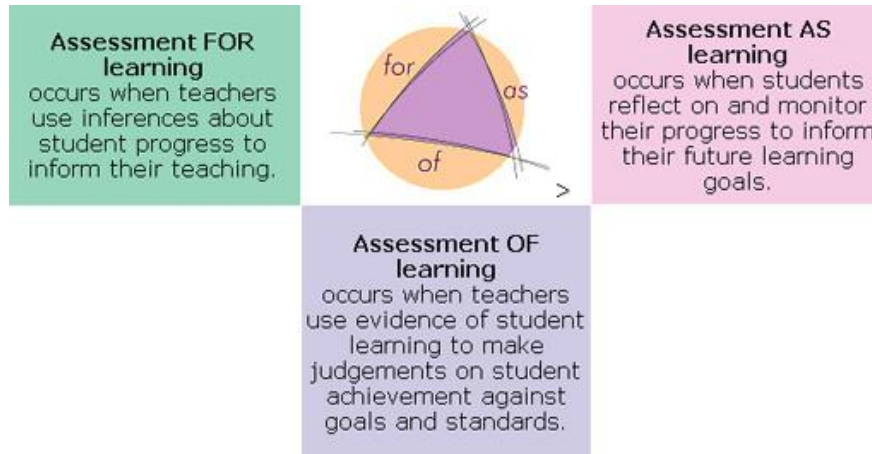 Assessment FOR
learning
occurs when teachers
use inferences about
student progress to
inform their teaching.
for
as
of
>
Assessment AS
learning
occurs when students
reflect on and monitor
their progress to inform
their future learning
goals.
Assessment OF
learning
occurs when teachers
use evidence of student
learning to make
judgements on student
achievement against
goals and standards.